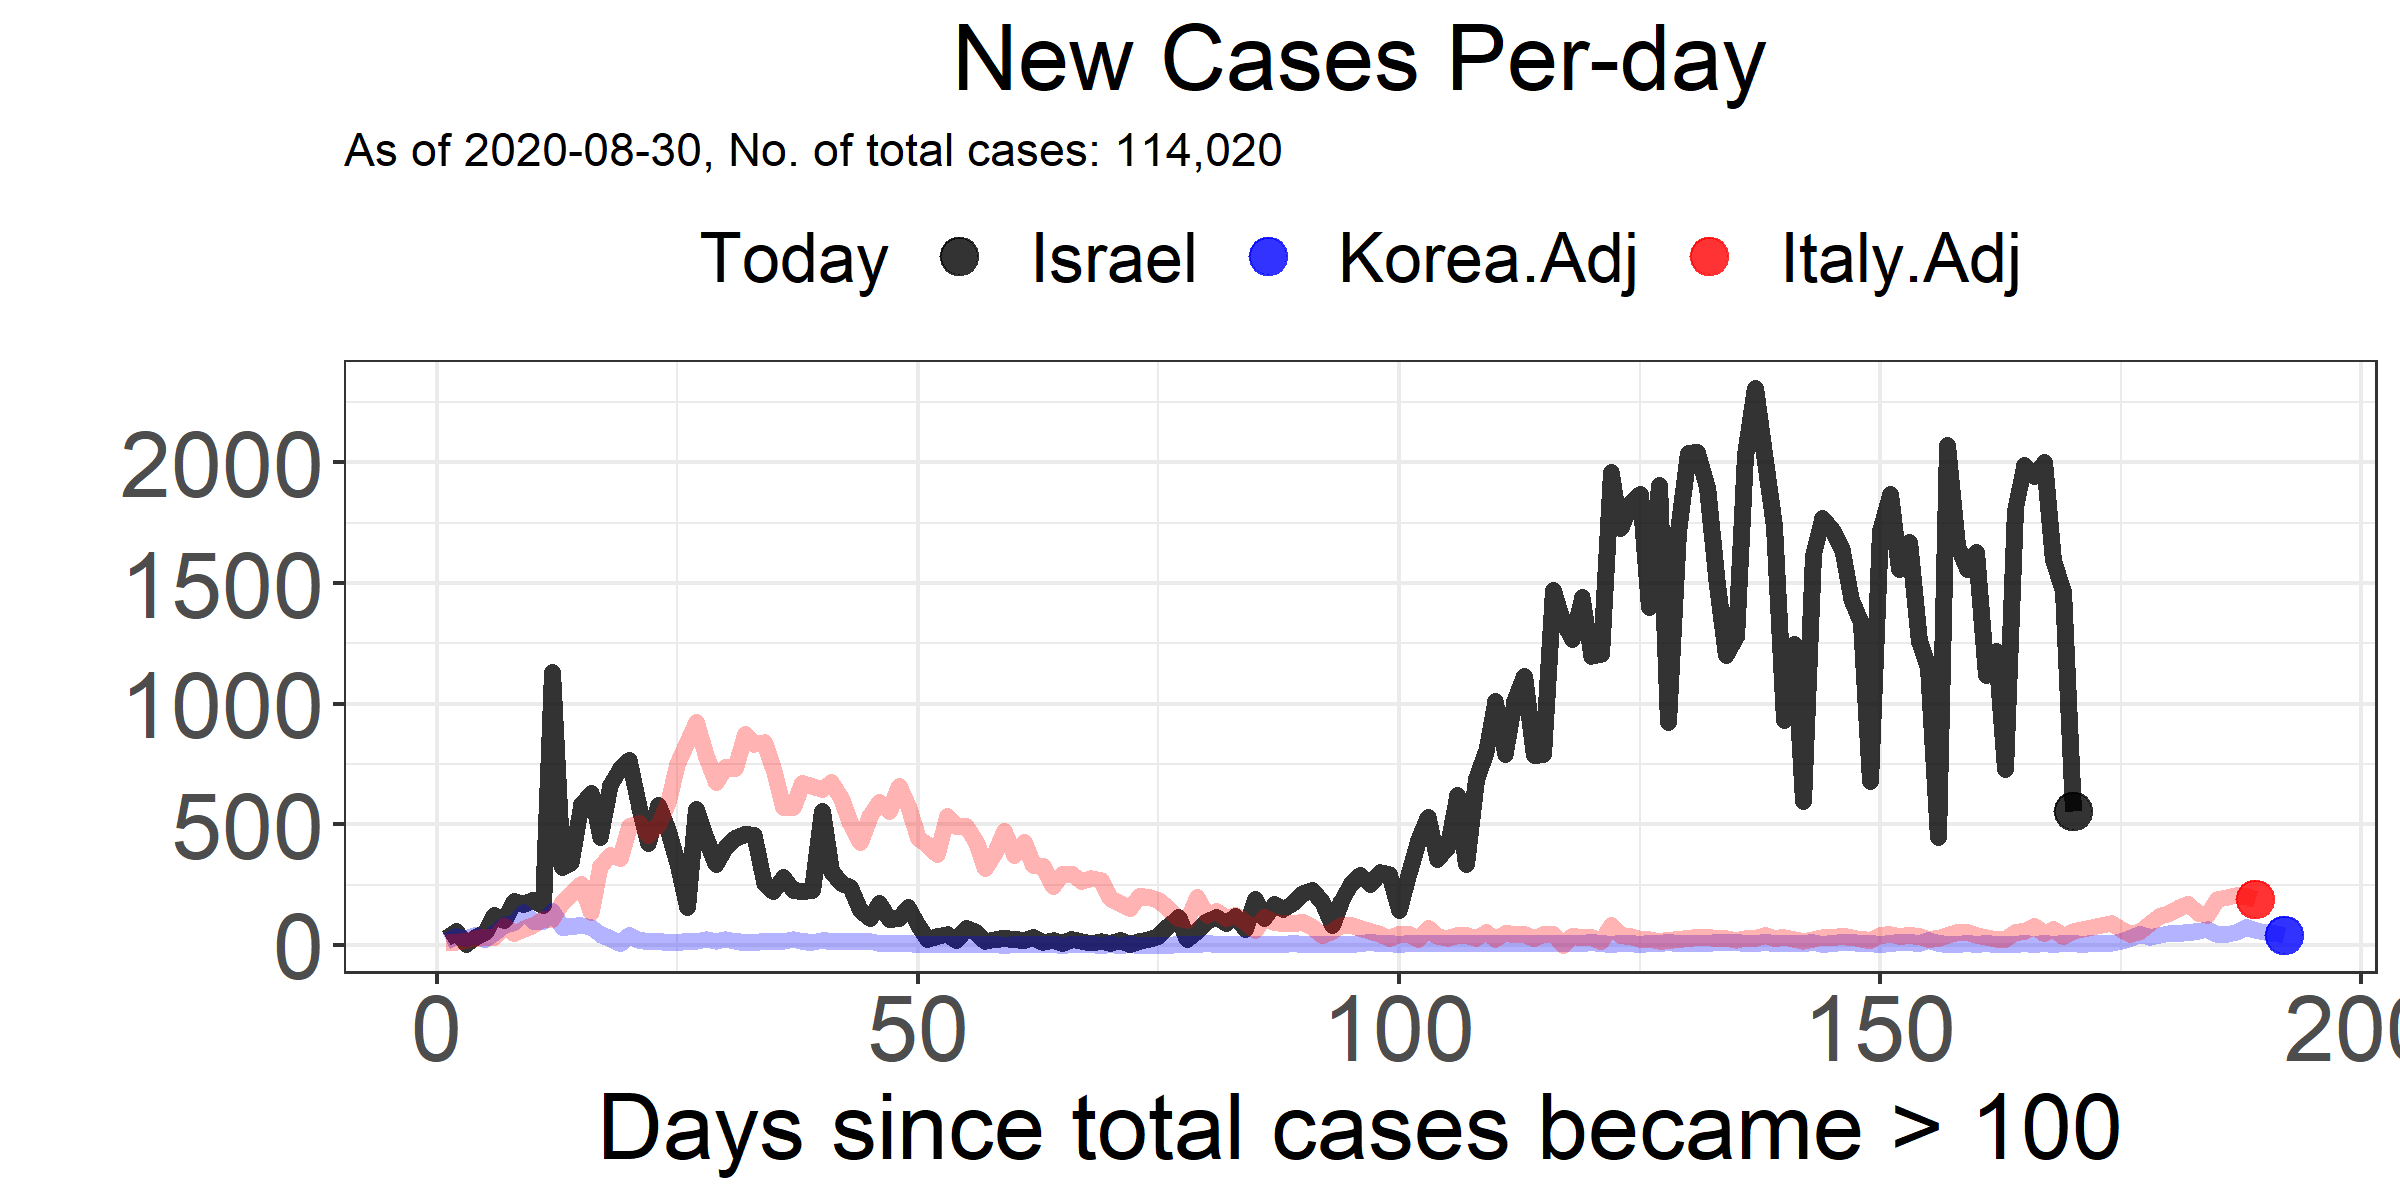 New Cases Per-day
As of 2020-08-30, No. of total cases: 114,020
Today Israel Korea.Adj Italy.Adj
2000
1500
1000
500
0
0 50 100 150 200
Days since total cases became > 100